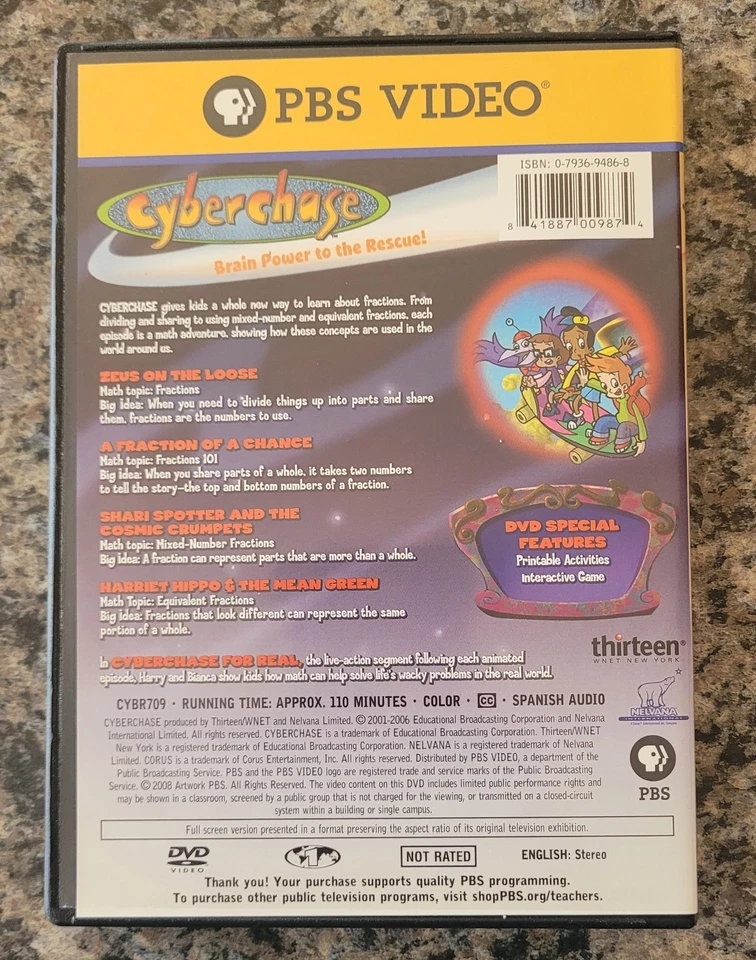 PBS VIDEO®
ISBN: 0-7936-9486-8
8 41887 00987 4
cyberchase™
Brain Power to the Rescue!
CYBERCHASE gives kids a whole new way to learn about fractions. From
dividing and sharing to using mixed-number and equivalent fractions, each
episode is a math adventure, showing how these concepts are used in the
world around us.
ZEUS ON THE LOOSE
Math topic: Fractions
Big Idea: When you need to divide things up into parts and share
them, fractions are the numbers to use.
A FRACTION OF A CHANCE
Math topic: Fractions 101
Big Idea: When you share parts of a whole, it takes two numbers
to tell the story—the top and bottom numbers of a fraction.
SHARI SPOTTER AND THE
COSMIC CRUMPETS
Math topic: Mixed-Number Fractions
Big Idea: A fraction can represent parts that are more than a whole.
HARRIET HIPPO & THE MEAN GREEN
Math Topic: Equivalent Fractions
Big Idea: Fractions that look different can represent the same
portion of a whole.
In CYBERCHASE FOR REAL, the live-action segment following each animated
episode, Harry and Bianca show kids how math can help solve life's wacky problems in the real world.
DVD SPECIAL
FEATURES
Printable Activities
Interactive Game
thirteen®
WNET NEW YORK
NELVANA
INTERNATIONAL
PBS
CYBR709 · RUNNING TIME: APPROX. 110 MINUTES · COLOR · CC · SPANISH AUDIO
CYBERCHASE produced by Thirteen/WNET and Nelvana Limited. © 2001-2006 Educational Broadcasting Corporation and Nelvana
International Limited. All rights reserved. CYBERCHASE is a trademark of Educational Broadcasting Corporation. Thirteen/WNET
New York is a registered trademark of Educational Broadcasting Corporation. NELVANA is a registered trademark of Nelvana
Limited. CORUS is a trademark of Corus Entertainment, Inc. All rights reserved. Distributed by PBS VIDEO, a department of the
Public Broadcasting Service. PBS and the PBS VIDEO logo are registered trade and service marks of the Public Broadcasting
Service. © 2008 Artwork PBS. All Rights Reserved. The video content on this DVD includes limited public performance rights and
may be shown in a classroom, screened by a public group that is not charged for the viewing, or transmitted on a closed-circuit
system within a building or single campus.
Full screen version presented in a format preserving the aspect ratio of its original television exhibition.
DVD VIDEO
1
NOT RATED
ENGLISH: Stereo
Thank you! Your purchase supports quality PBS programming.
To purchase other public television programs, visit shopPBS.org/teachers.